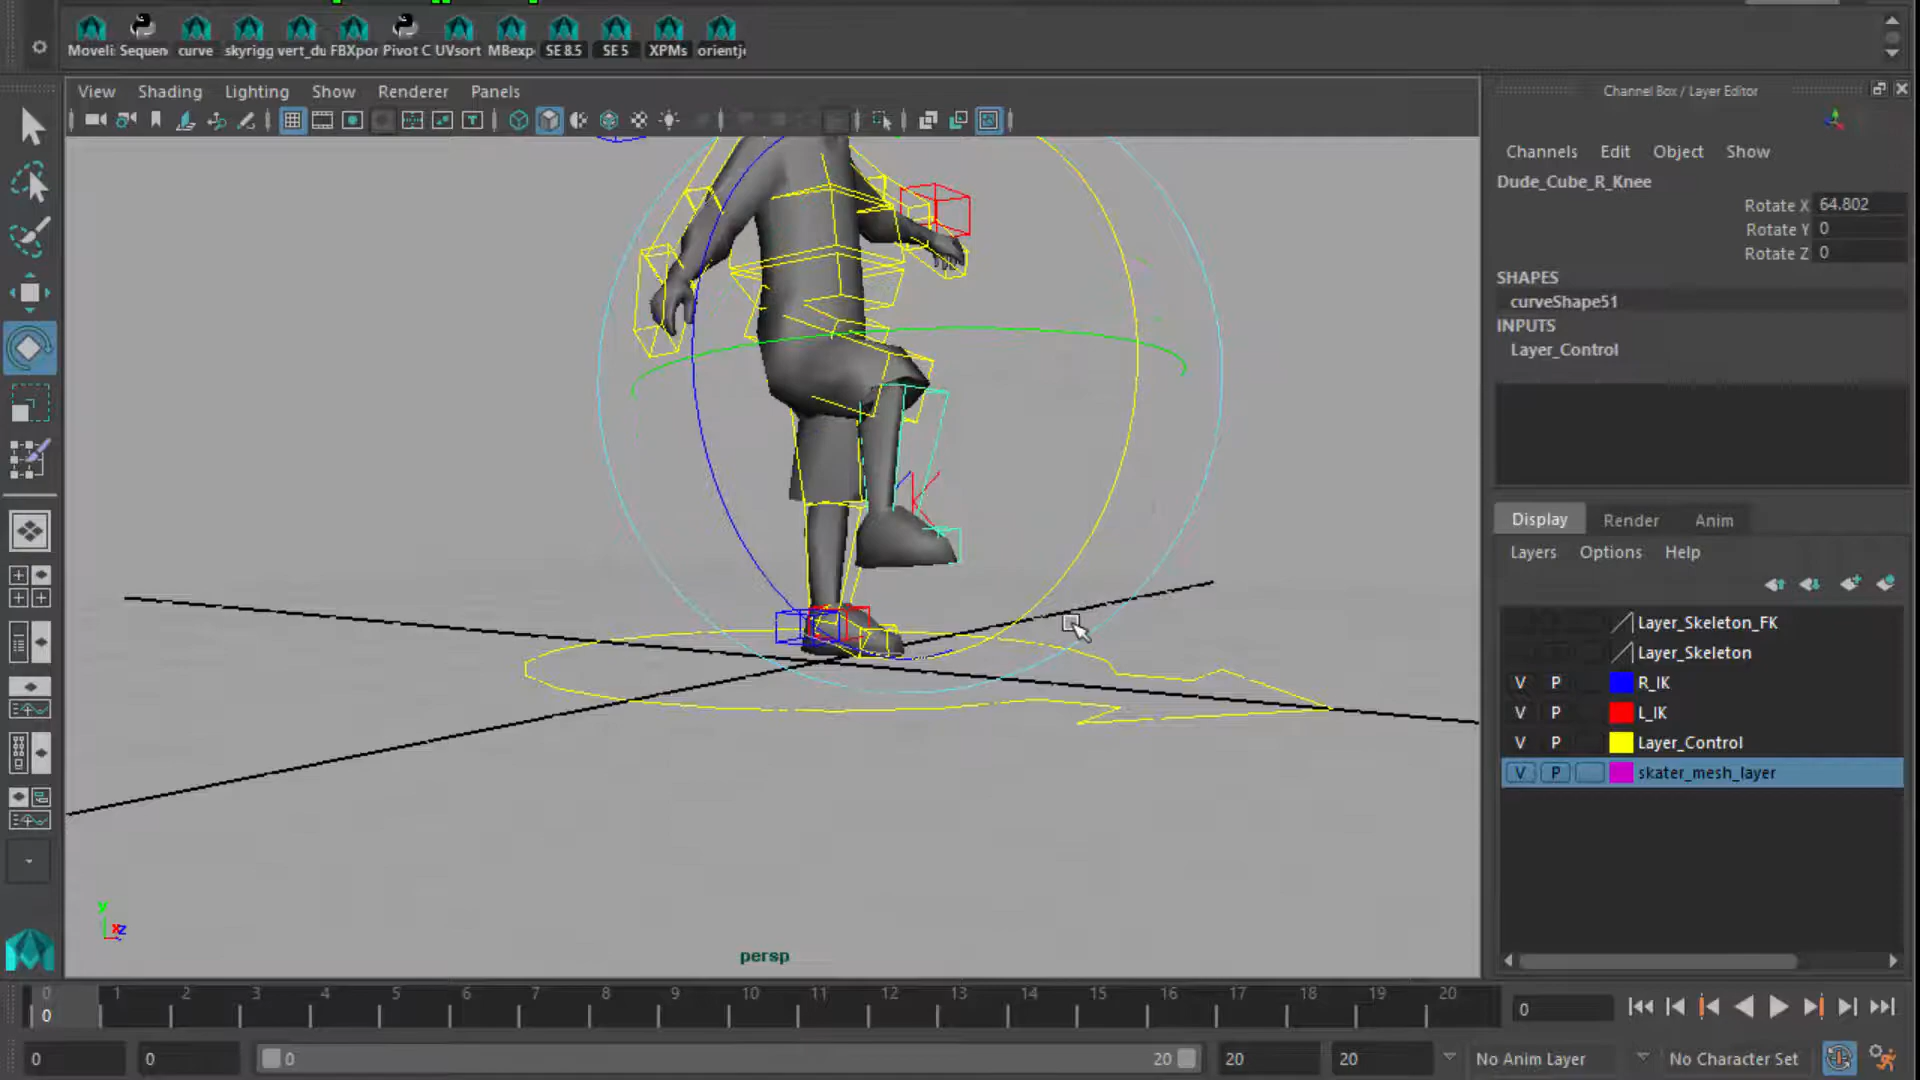 Moveli Sequen curve skyrigg vert_du FBXpor Pivot C UVsort MBexp SE 8.5 SE 5 XPMs orientj
View Shading Lighting Show Renderer Panels
Channel Box / Layer Editor
Channels Edit Object Show
Dude_Cube_R_Knee
Rotate X 64.802
Rotate Y 0
Rotate Z 0
SHAPES
curveShape51
INPUTS
Layer_Control
Display Render Anim
Layers Options Help
Layer_Skeleton_FK
Layer_Skeleton
V P R_IK
V P L_IK
V P Layer_Control
V P skater_mesh_layer
y
x z
persp
0 1 2 3 4 5 6 7 8 9 10 11 12 13 14 15 16 17 18 19 20
0
0
0 0 0 20 20 20 No Anim Layer No Character Set